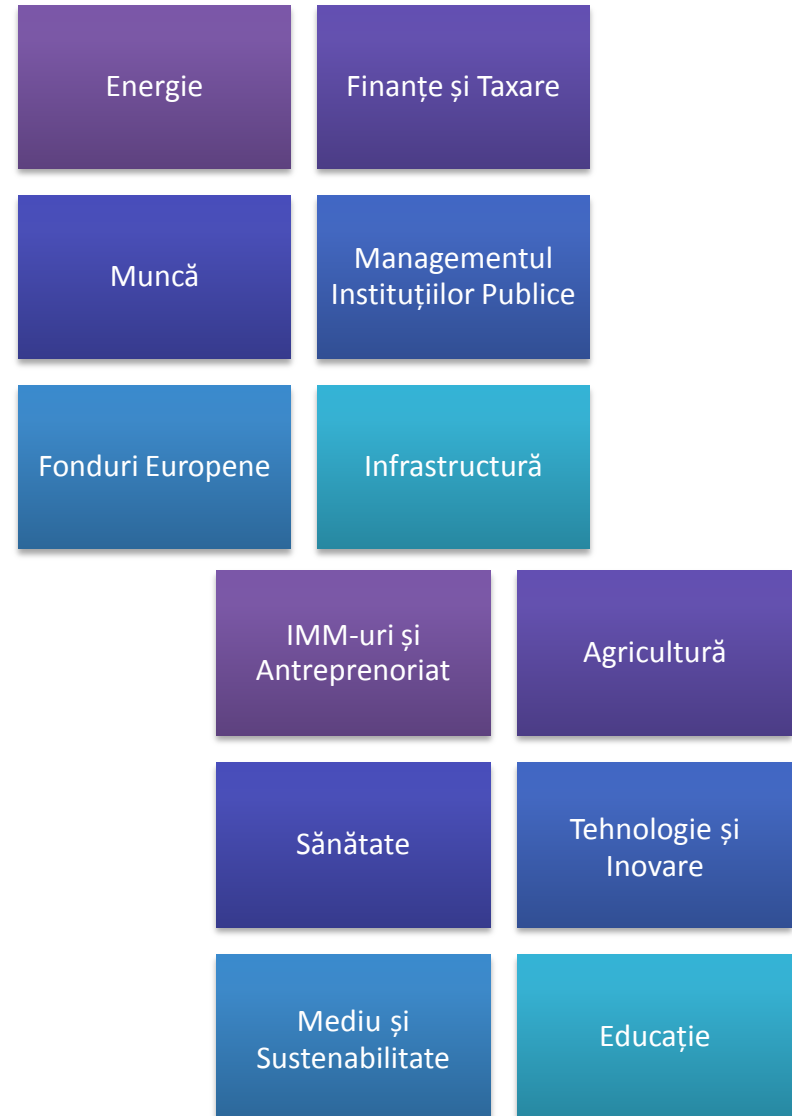 Energie
Finanțe și Taxare
Muncă
Managementul
Instituțiilor Publice
Fonduri Europene
Infrastructură
IMM-uri și
Antreprenoriat
Agricultură
Sănătate
Tehnologie și
Inovare
Mediu și
Sustenabilitate
Educație